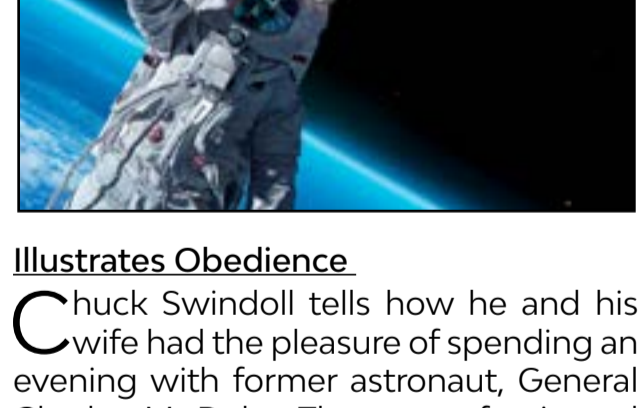 Illustrates Obedience
Chuck Swindoll tells how he and his
wife had the pleasure of spending an
evening with former astronaut, General